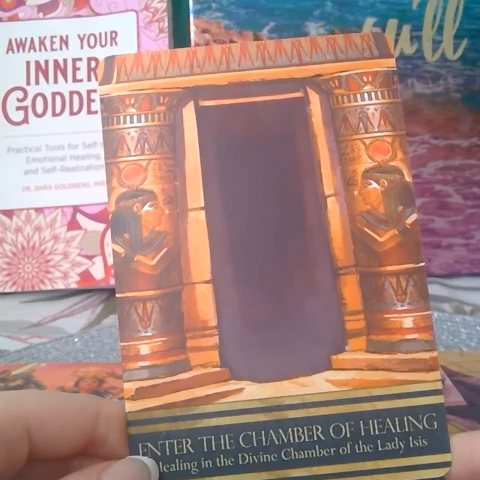 AWAKEN YOUR
INNER
GODDE
Practical Tools for Self-
Emotional Healing,
and Self-Realization
DR. DARA GOLDBERG, PHD
ENTER THE CHAMBER OF HEALING
Healing in the Divine Chamber of the Lady Isis